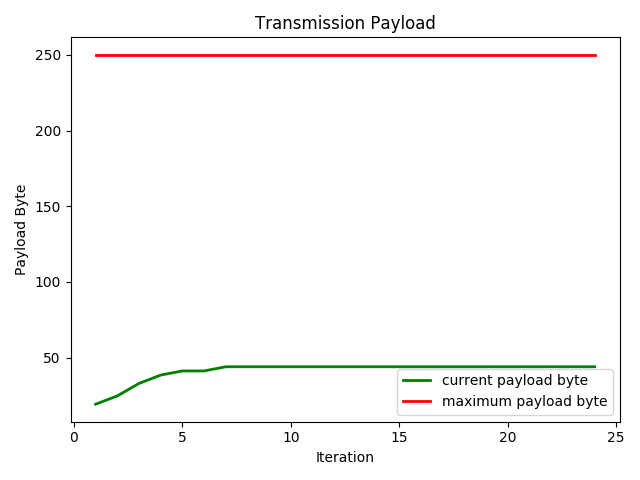 Transmission Payload
250
200
150
100
50
Payload Byte
0
5
10
15
20
25
Iteration
current payload byte
maximum payload byte